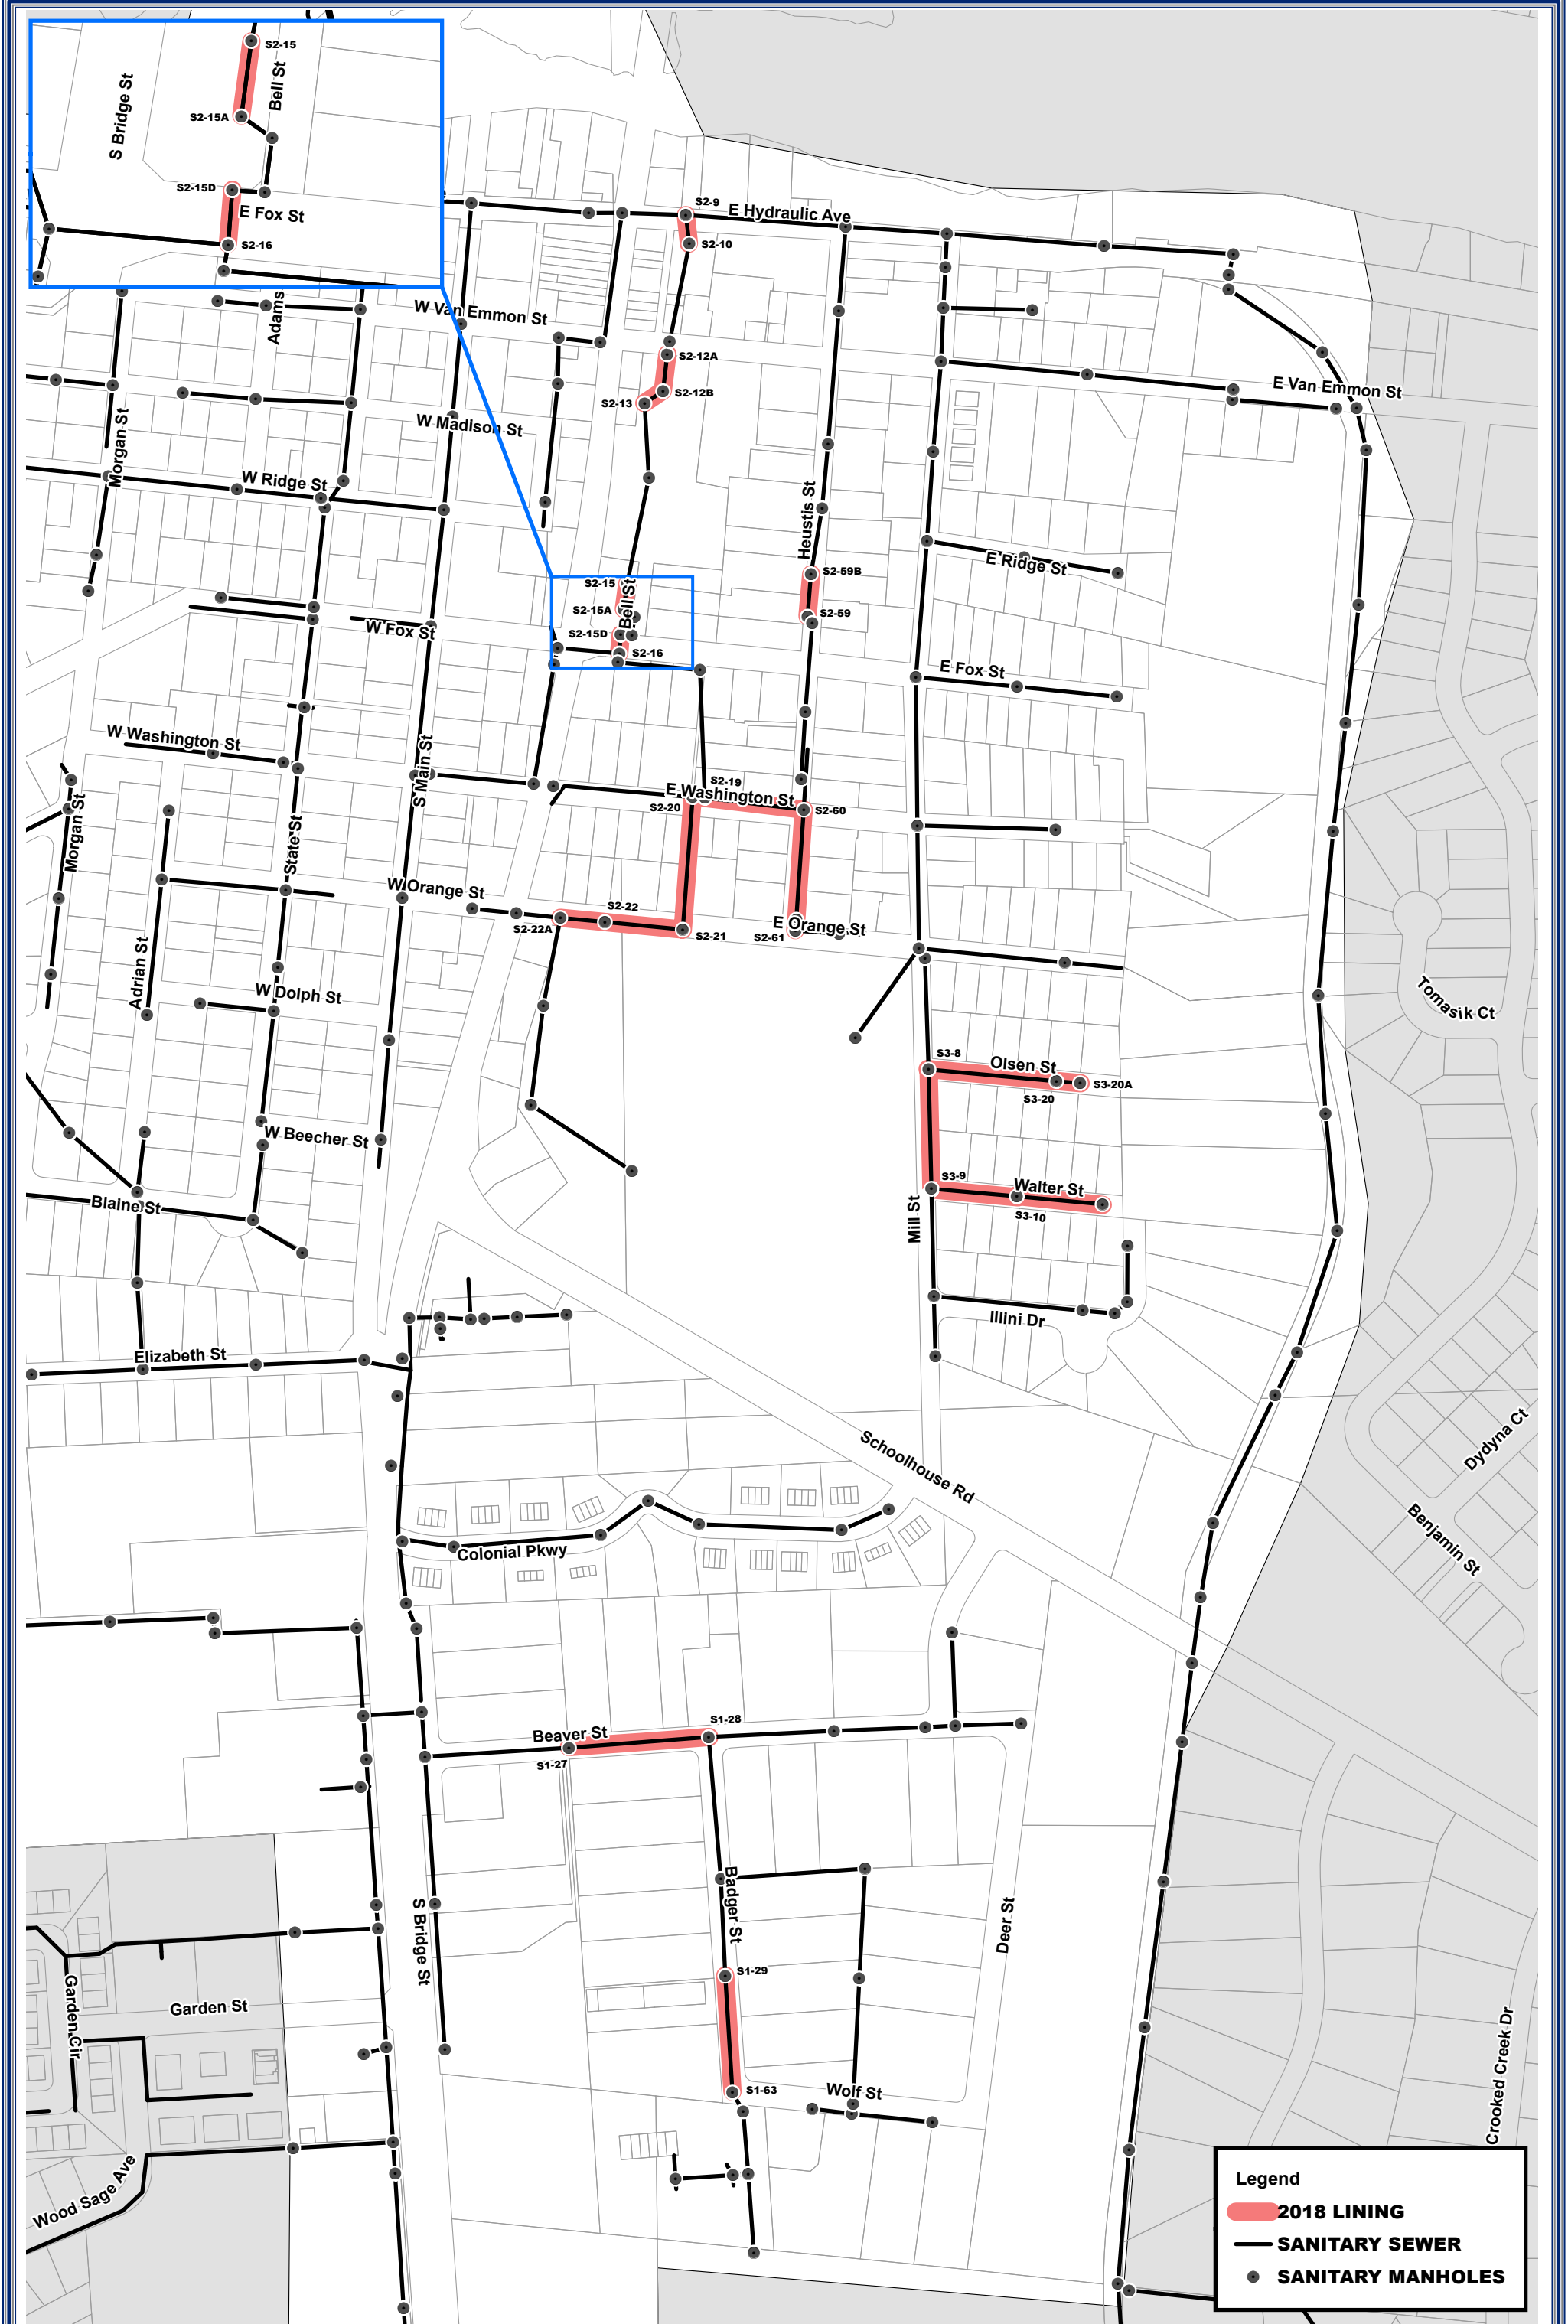 S2-15
Bell St
S Bridge St
S2-15A
S2-15D
E Fox St
S2-16
S2-9
E Hydraulic Ave
S2-10
Adams
W Van Emmon St
S2-12A
E Van Emmon St
S2-12B
S2-13
Morgan St
W Madison St
W Ridge St
Heustis St
E Ridge St
S2-59B
S2-15
S2-15A
Bell St
S2-59
W Fox St
S2-15D
S2-16
E Fox St
W Washington St
S Main St
S2-19
E Washington St
S2-20
S2-60
Morgan St
State St
W Orange St
S2-22
S2-22A
S2-21
E Orange St
S2-61
Adrian St
W Dolph St
Tomasik Ct
S3-8
Olsen St
S3-20A
S3-20
W Beecher St
S3-9
Walter St
S3-10
Blaine St
Mill St
Illini Dr
Elizabeth St
Schoolhouse Rd
Dydyna Ct
Benjamin St
Colonial Pkwy
S1-28
Beaver St
S1-27
Badger St
S Bridge St
Deer St
S1-29
Garden Cir
Garden St
Crooked Creek Dr
S1-63
Wolf St
Wood Sage Ave
Legend
2018 LINING
SANITARY SEWER
SANITARY MANHOLES